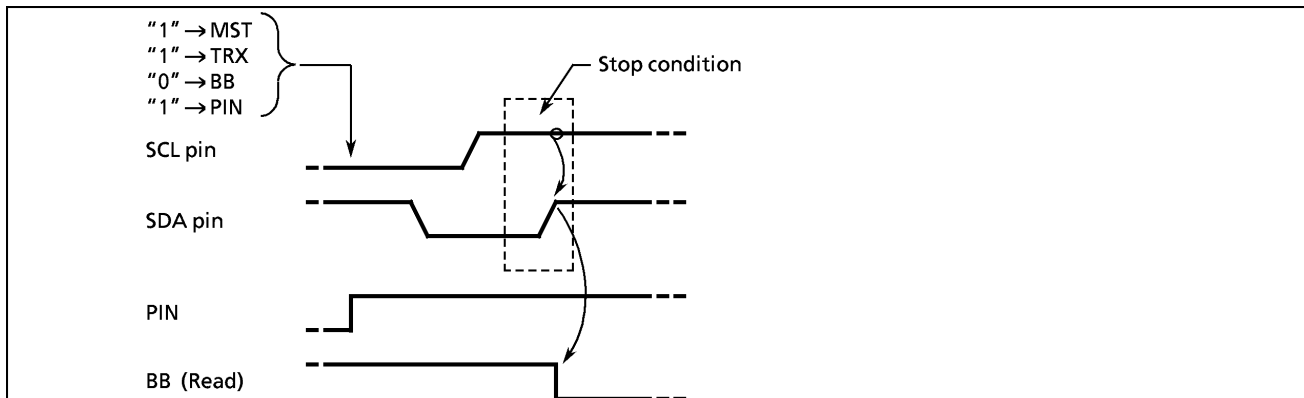 “1” → MST
“1” → TRX
“0” → BB
“1” → PIN
Stop condition
SCL pin
SDA pin
PIN
BB (Read)